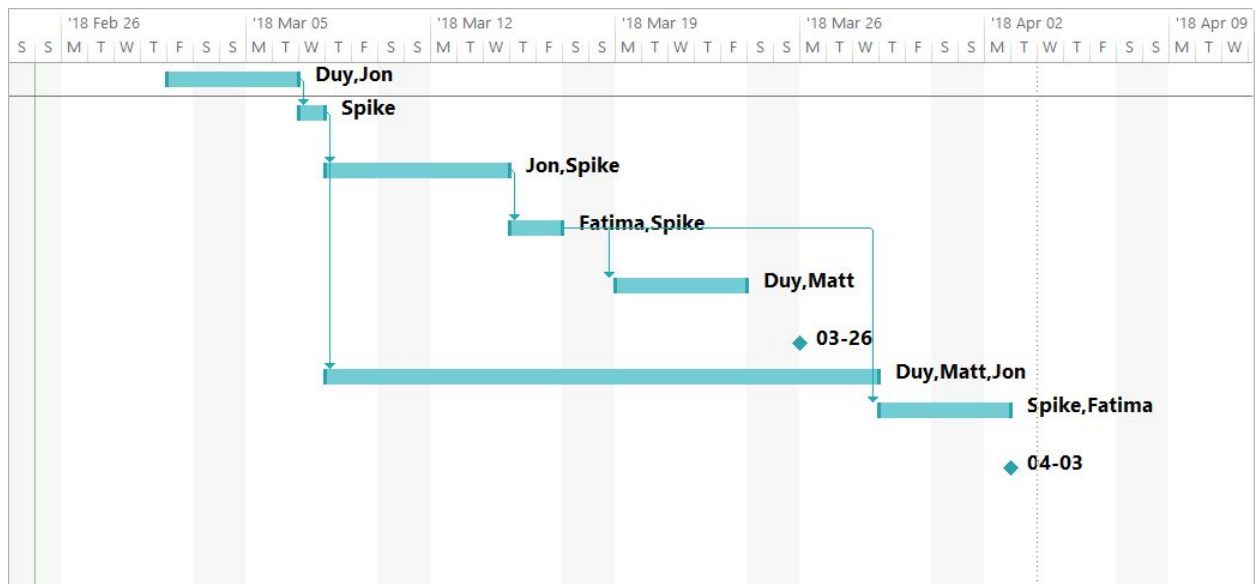 '18 Feb 26 '18 Mar 05 '18 Mar 12 '18 Mar 19 '18 Mar 26 '18 Apr 02 '18 Apr 09
S S M T W T F S S M T W T F S S M T W T F S S M T W T F S S M T W T F S S M T W T F S S M T W
Duy,Jon
Spike
Jon,Spike
Fatima,Spike
Duy,Matt
03-26
Duy,Matt,Jon
Spike,Fatima
04-03